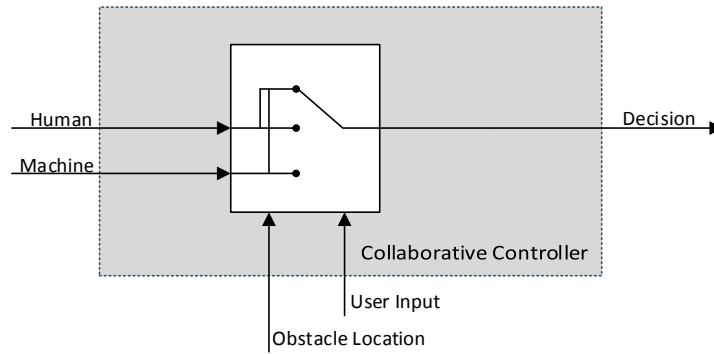 Human
Decision
Machine
Collaborative Controller
User Input
Obstacle Location